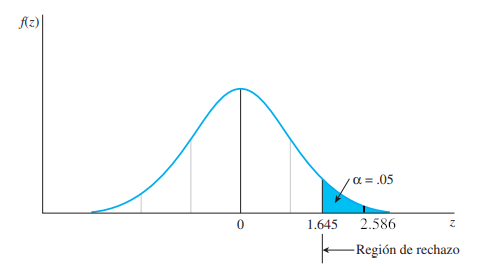 f(z)
α = .05
0
1.645
2.586
z
Región de rechazo